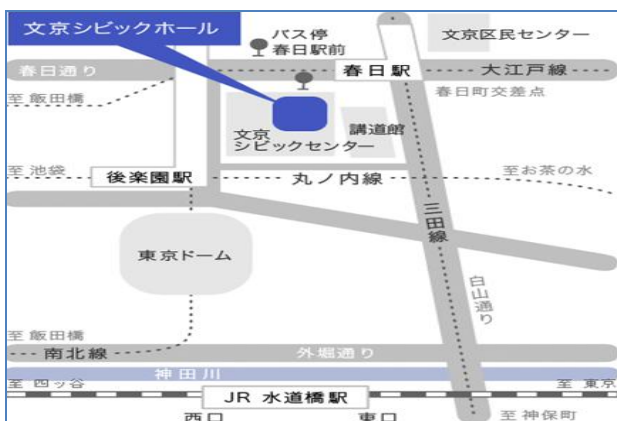 文京シビックホール
バス停
春日駅前
文京区民センター
春日通り
春日駅
大江戸線
至 飯田橋
春日町交差点
文京
シビックセンター
講道館
至 池袋
後楽園駅
丸ノ内線
至お茶の水
三田線
東京ドーム
白山通り
至 飯田橋
南北線
外堀通り
神田川
至 四ッ谷
JR 水道橋駅
至 東京
西口
東口
至 神保町